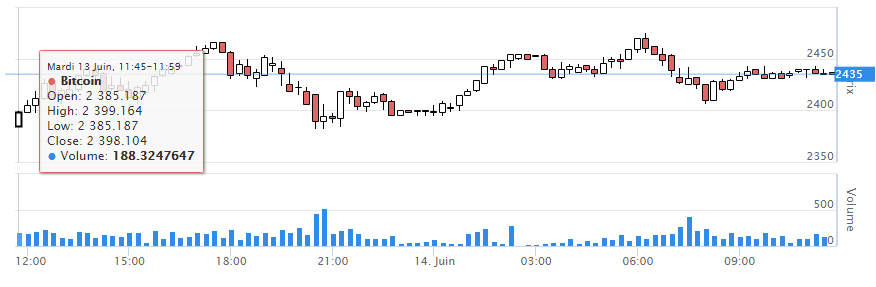 Mardi 13 Juin, 11:45-11:59
● Bitcoin
Open: 2 385.187
High: 2 399.164
Low: 2 385.187
Close: 2 398.104
● Volume: 188.3247647
2450
2435
2400
2350
Prix
500
0
Volume
12:00 15:00 18:00 21:00 14. Juin 03:00 06:00 09:00